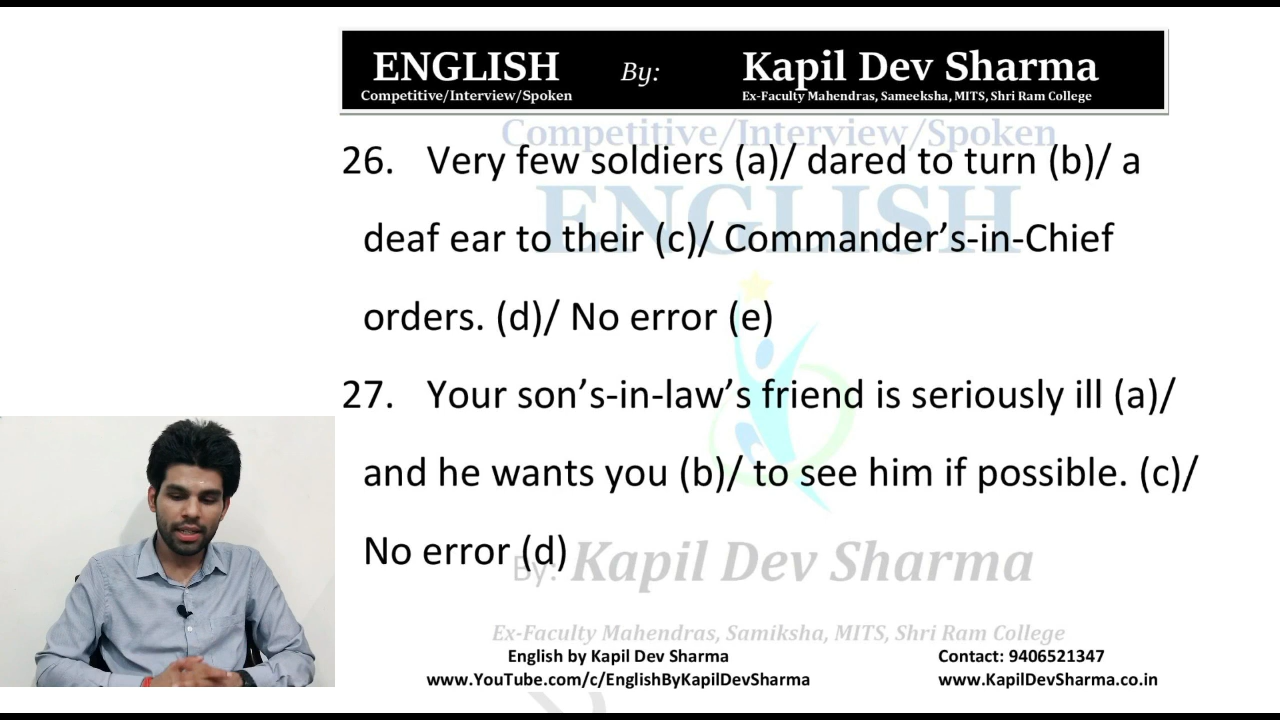 ENGLISH By: Kapil Dev Sharma
Competitive/Interview/Spoken Ex-Faculty Mahendras, Sameeksha, MITS, Shri Ram College
Competitive/Interview/Spoken
26. Very few soldiers (a)/ dared to turn (b)/ a
ENGLISH
deaf ear to their (c)/ Commander’s-in-Chief
orders. (d)/ No error (e)
27. Your son’s-in-law’s friend is seriously ill (a)/
and he wants you (b)/ to see him if possible. (c)/
No error (d)
By: Kapil Dev Sharma
Ex-Faculty Mahendras, Samiksha, MITS, Shri Ram College
English by Kapil Dev Sharma Contact: 9406521347
www.YouTube.com/c/EnglishByKapilDevSharma www.KapilDevSharma.co.in